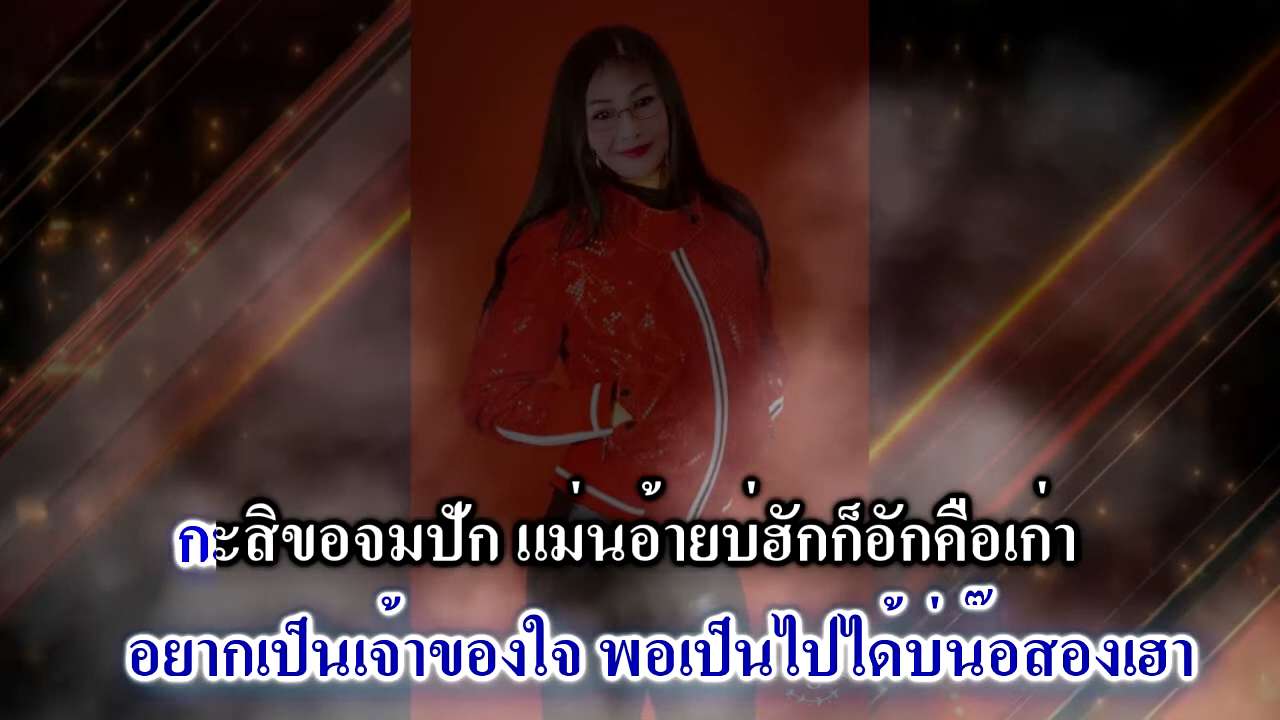 กะสิขอจมปัก แม่นอ้ายบ่ฮักก็อักคือเก่า
อยากเป็นเจ้าของใจ พอเป็นไปได้บ่น๊อสองเฮา